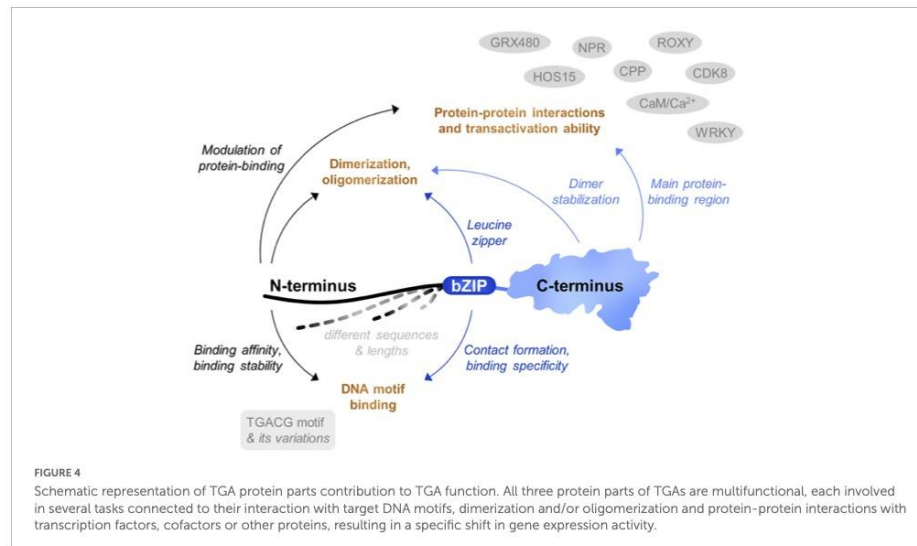 GRX480
NPR
ROXY
HOS15
CPP
CDK8
CaM/Ca²⁺
WRKY
Protein-protein interactions
and transactivation ability
Modulation of
protein-binding
Dimerization,
oligomerization
Dimer
stabilization
Main protein-
binding region
Leucine
zipper
N-terminus
bZIP
C-terminus
different sequences
& lengths
Binding affinity,
binding stability
Contact formation,
binding specificity
DNA motif
binding
TGACG motif
& its variations
FIGURE 4
Schematic representation of TGA protein parts contribution to TGA function. All three protein parts of TGAs are multifunctional, each involved
in several tasks connected to their interaction with target DNA motifs, dimerization and/or oligomerization and protein-protein interactions with
transcription factors, cofactors or other proteins, resulting in a specific shift in gene expression activity.